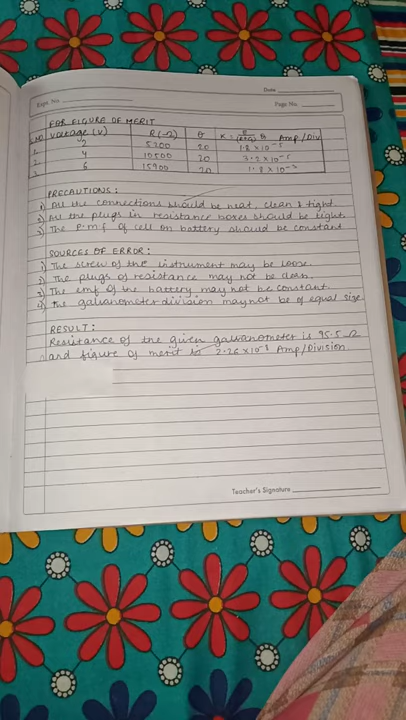 Date
Expt. No.
Page No.
FOR FIGURE OF MERIT
S.NO Voltage (V) R (Ω) θ K = E/(R+G)θ Amp/Div
1. 2 5200 20 1.8 × 10⁻⁵
2. 4 10500 20 3.2 × 10⁻⁵
3. 6 15900 20 1.8 × 10⁻³
PRECAUTIONS:
1) All the connections should be neat, clean & tight.
2) All the plugs in resistance boxes should be tight.
3) The e.m.f of cell on battery should be constant
SOURCES OF ERROR:
1) The screw of the instrument may be loose.
2) The plugs of resistance may not be clean.
3) The emf of the battery may not be constant.
4) The galvanometer division may not be of equal size.
RESULT:
Resistance of the given galvanometer is 95.5 Ω
and figure of merit is 2.26 × 10⁻⁵ Amp/Division
Teacher's Signature